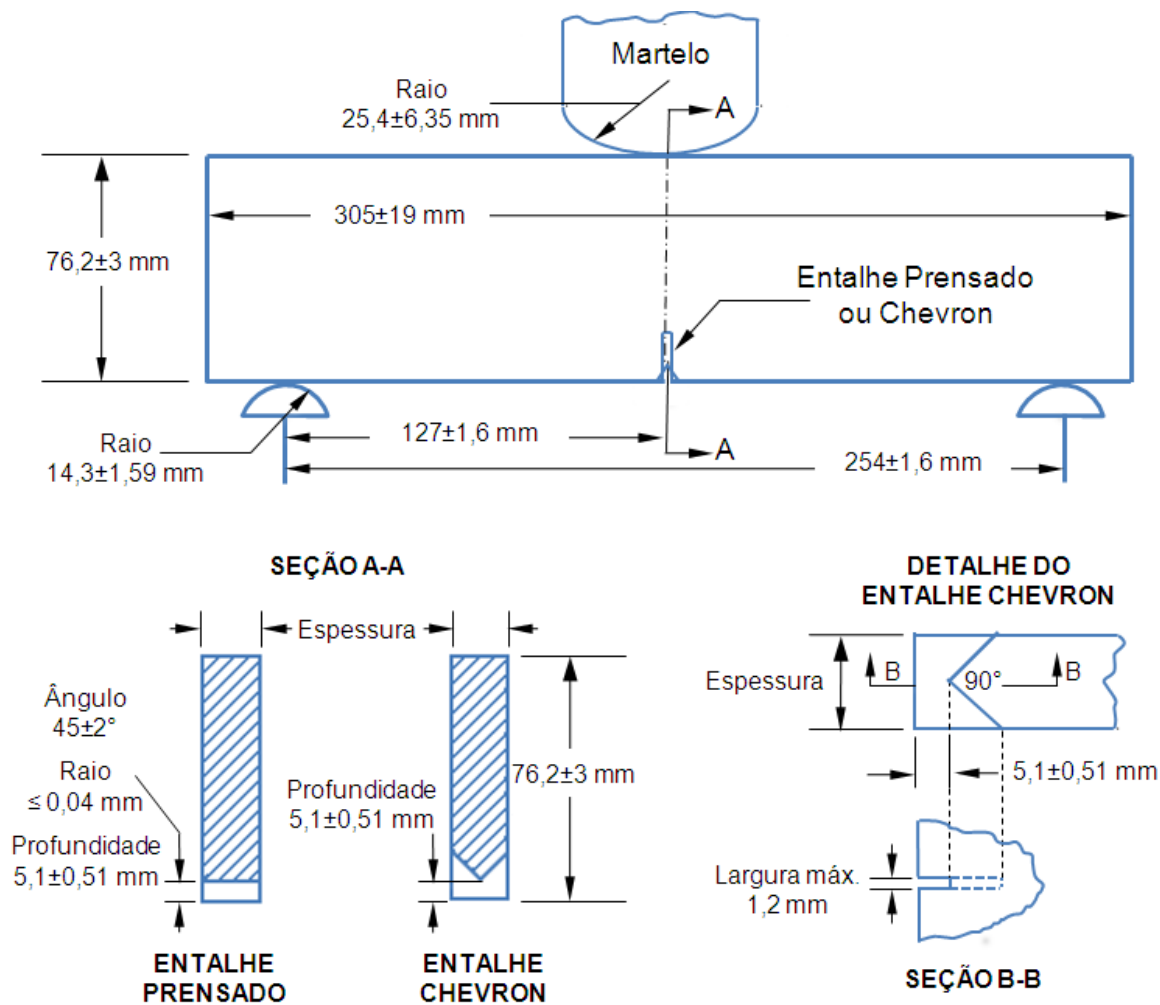 Martelo
Raio
25,4±6,35 mm
A
305±19 mm
76,2±3 mm
Entalhe Prensado
ou Chevron
Raio
14,3±1,59 mm
127±1,6 mm
A
254±1,6 mm
SEÇÃO A-A
Espessura
Ângulo
45±2°
Raio
≤ 0,04 mm
Profundidade
5,1±0,51 mm
Profundidade
5,1±0,51 mm
76,2±3 mm
ENTALHE
PRENSADO
ENTALHE
CHEVRON
DETALHE DO
ENTALHE CHEVRON
Espessura
B
90°
B
5,1±0,51 mm
Largura máx.
1,2 mm
SEÇÃO B-B